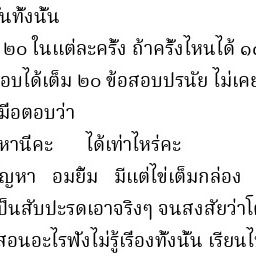 นทั้งนั้น
๒๐ ในแต่ละครั้ง ถ้าครั้งไหนได้ ๑
อบได้เต็ม ๒๐ ข้อสอบปรนัย ไม่เคย
มือตอบว่า
หานีคะ ได้เท่าไหร่คะ
ญหา อมยิ้ม มีแต่ไข่เต็มกล่อง
ป็นสับปะรดเอาจริงๆ จนสงสัยว่า
สอนอะไรฟังไม่รู้เรื่องทั้งนั้น เรียน